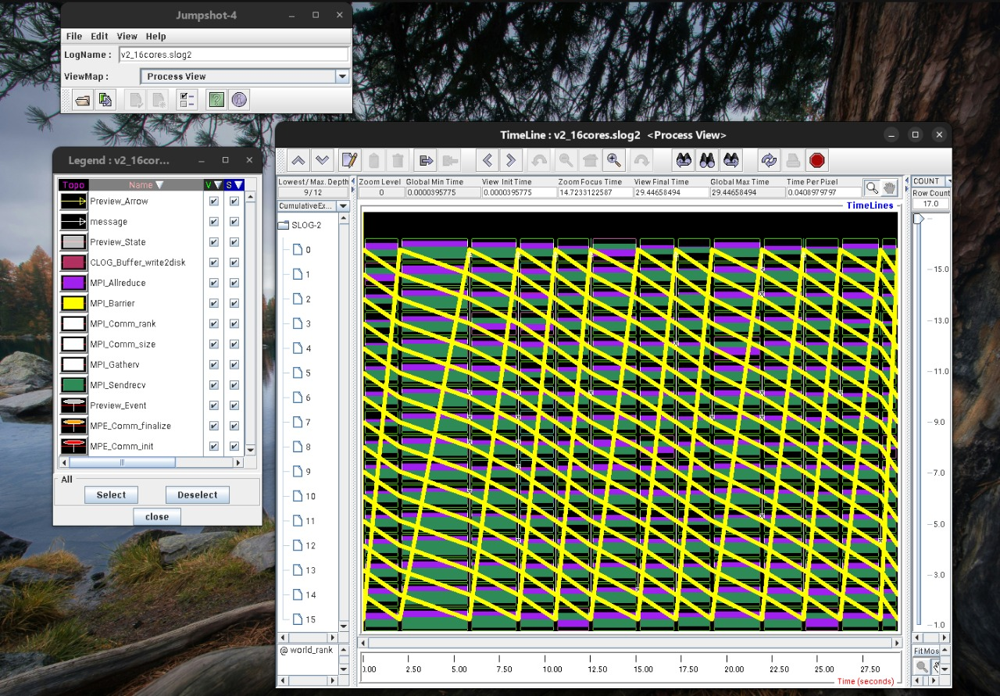 Jumpshot-4
File Edit View Help
LogName : v2_16cores.slog2
ViewMap : Process View
Legend : v2_16cor...
Topo Name V S
Preview_Arrow
message
Preview_State
CLOG_Buffer_write2disk
MPI_Allreduce
MPI_Barrier
MPI_Comm_rank
MPI_Comm_size
MPI_Gatherv
MPI_Sendrecv
Preview_Event
MPE_Comm_finalize
MPE_Comm_init
All
Select Deselect
close
TimeLine : v2_16cores.slog2 <Process View>
Lowest / Max. Depth Zoom Level Global Min Time View Init Time Zoom Focus Time View Final Time Global Max Time Time Per Pixel
9 / 12 0 0.0000395775 0.0000395775 14.7233122587 29.44658494 29.44658494 0.0408979797
CumulativeEx...
TimeLines
SLOG-2
0
1
2
3
4
5
6
7
8
9
10
11
12
13
14
15
@ world_rank
COUNT
Row Count
17.0
15.0
13.0
11.0
9.0
7.0
5.0
3.0
1.0
Fit Mos
0.00 2.50 5.00 7.50 10.00 12.50 15.00 17.50 20.00 22.50 25.00 27.50
Time (seconds)